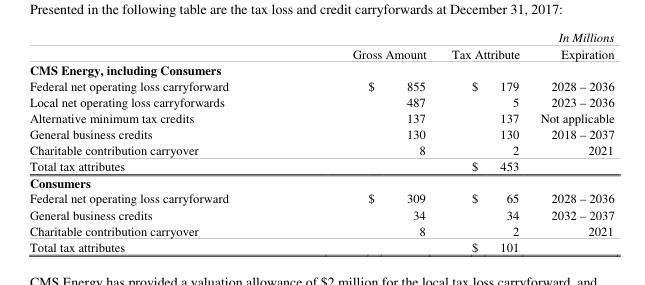 Presented in the following table are the tax loss and credit carryforwards at December 31, 2017:
In Millions
Gross Amount Tax Attribute Expiration
CMS Energy, including Consumers
Federal net operating loss carryforward $ 855 $ 179 2028 – 2036
Local net operating loss carryforwards 487 5 2023 – 2036
Alternative minimum tax credits 137 137 Not applicable
General business credits 130 130 2018 – 2037
Charitable contribution carryover 8 2 2021
Total tax attributes $ 453
Consumers
Federal net operating loss carryforward $ 309 $ 65 2028 – 2036
General business credits 34 34 2032 – 2037
Charitable contribution carryover 8 2 2021
Total tax attributes $ 101
CMS Energy has provided a valuation allowance of $2 million for the local tax loss carryforward, and